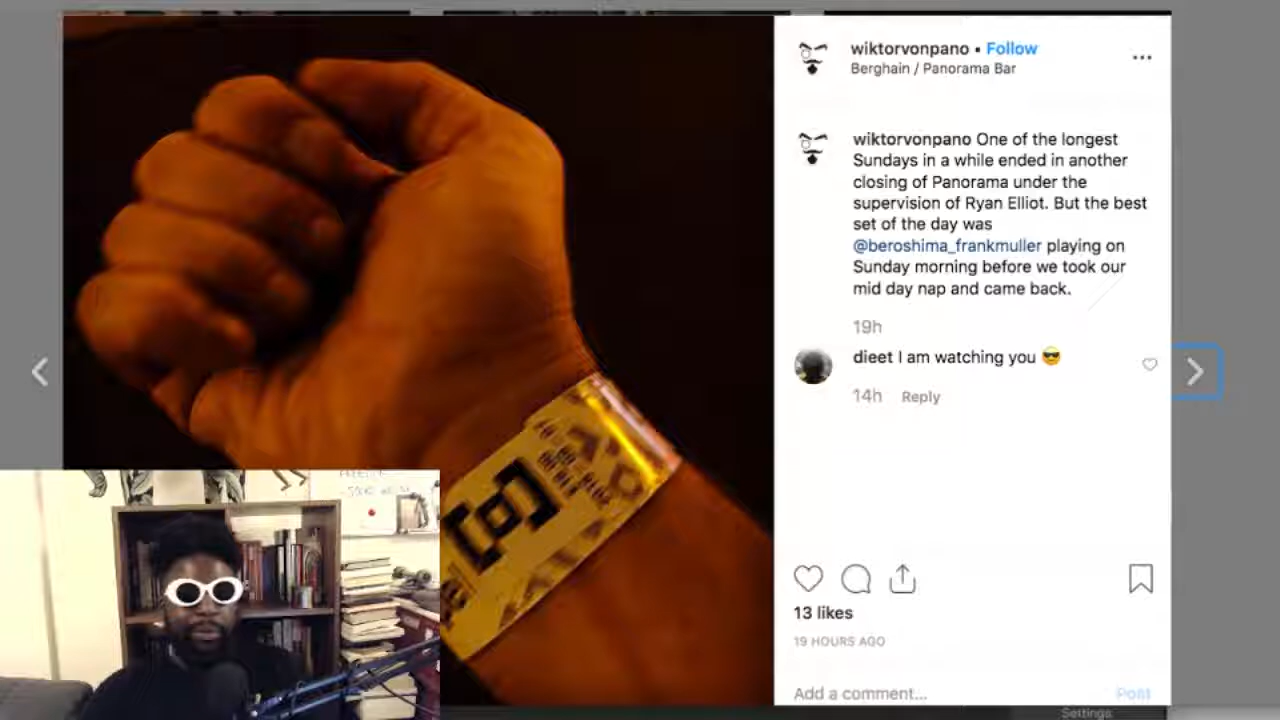 wiktorvonpano • Follow
Berghain / Panorama Bar
wiktorvonpano One of the longest
Sundays in a while ended in another
closing of Panorama under the
supervision of Ryan Elliot. But the best
set of the day was
@beroshima_frankmuller playing on
Sunday morning before we took our
mid day nap and came back.
19h
dieet I am watching you 😎
14h Reply
13 likes
19 HOURS AGO
Add a comment...
Post
Settings